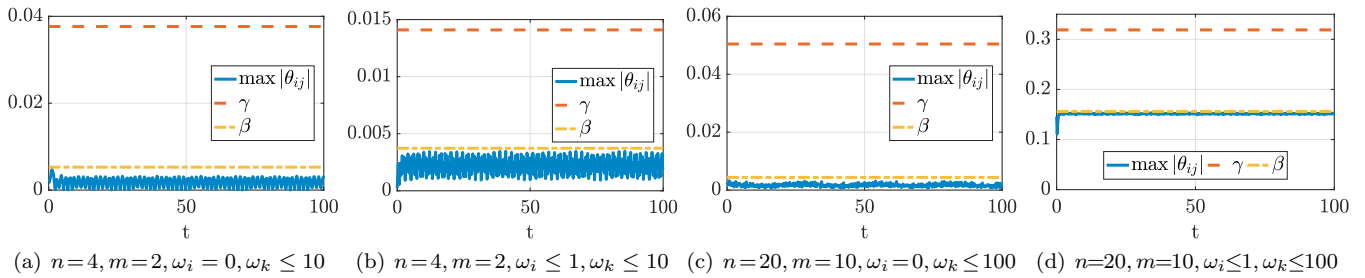 0.04
0.02
0
0
50
100
t
max |θij|
γ
β
(a) n=4, m=2, ωi = 0, ωk ≤ 10
0.015
0.01
0.005
0
0
50
100
t
max |θij|
γ
β
(b) n=4, m=2, ωi ≤ 1, ωk ≤ 10
0.06
0.04
0.02
0
0
50
100
t
max |θij|
γ
β
(c) n=20, m=10, ωi=0, ωk≤100
0.3
0.2
0.1
0
0
50
100
t
max |θij| γ β
(d) n=20, m=10, ωi≤1, ωk≤100